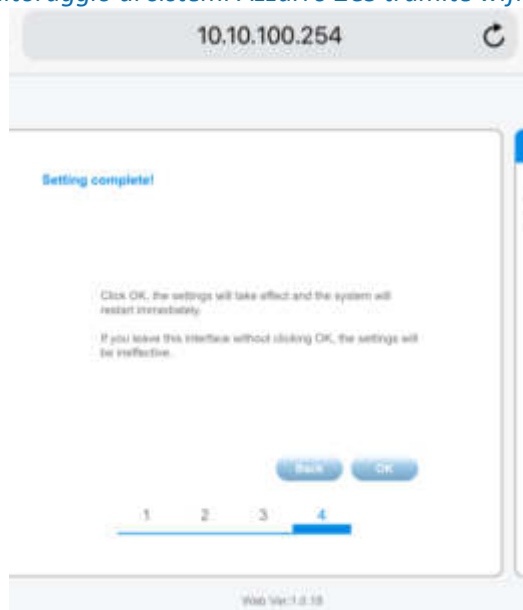 10.10.100.254
Setting complete!
Click OK, the settings will take effect and the system will
restart immediately.
If you leave this interface without clicking OK, the settings will
be ineffective.
Back OK
1 2 3 4
Web Ver:1.0.18